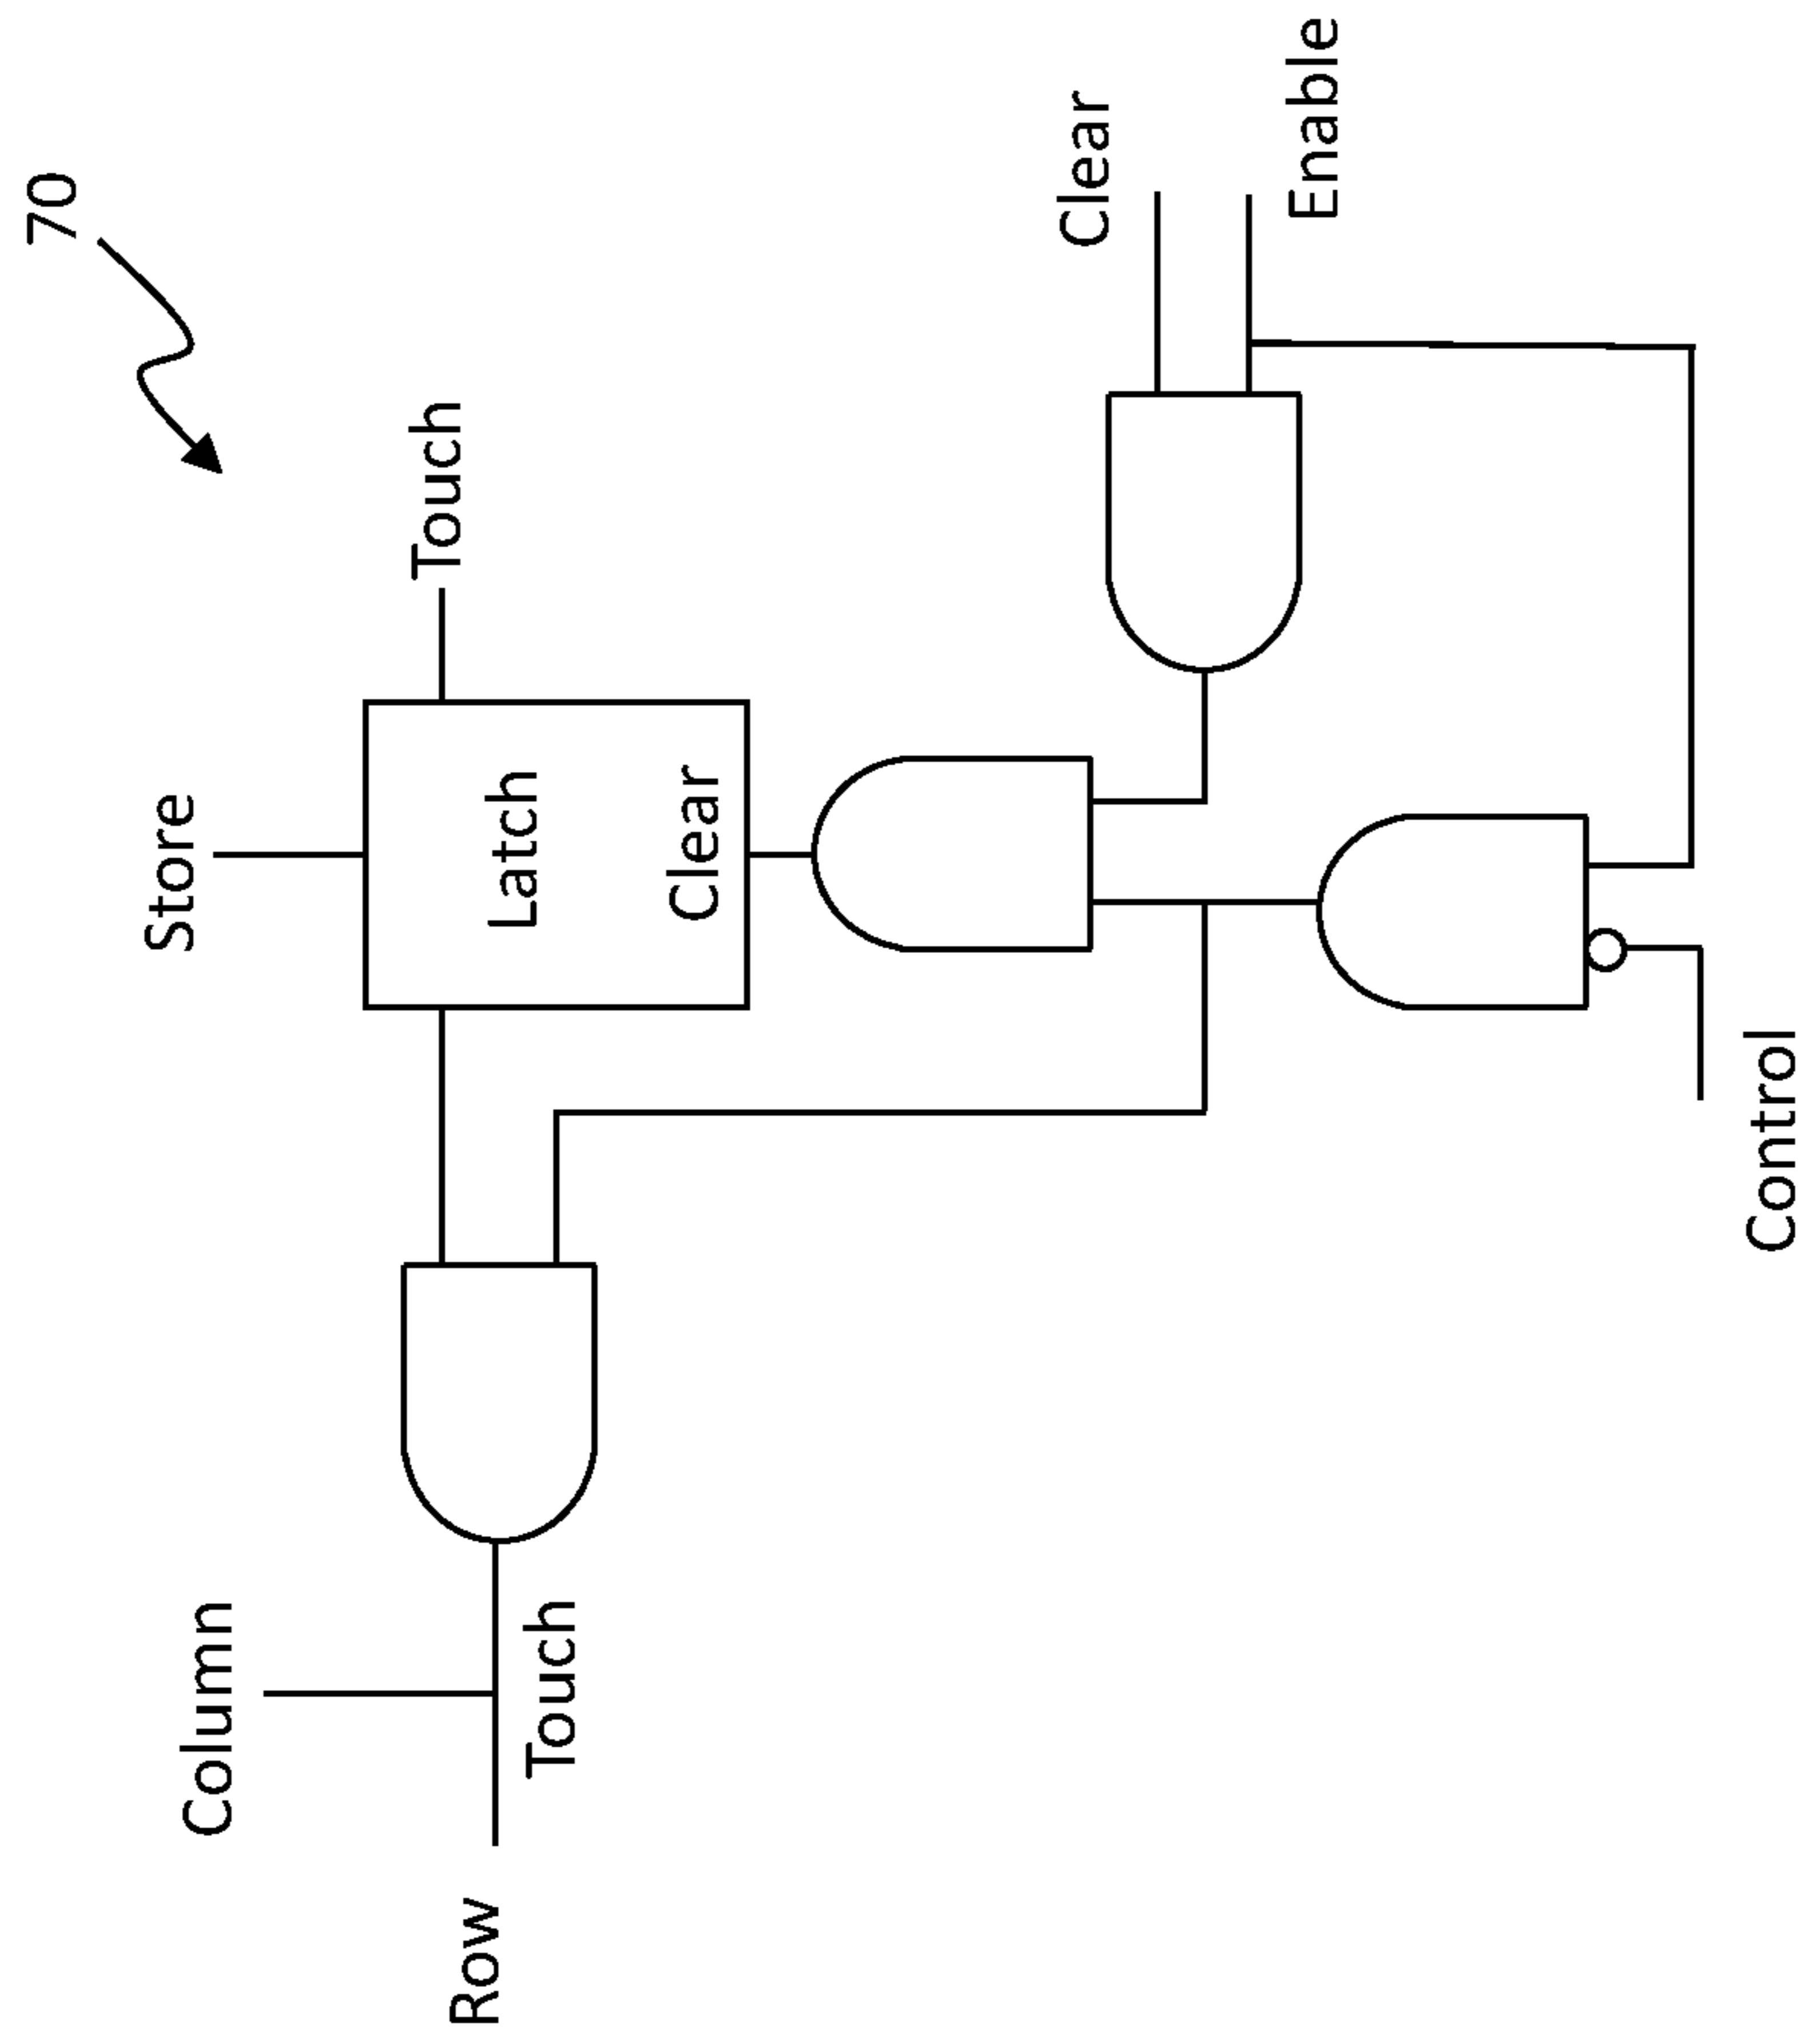 70
Touch
Store
Latch
Clear
Clear
Enable
Column
Touch
Row
Control